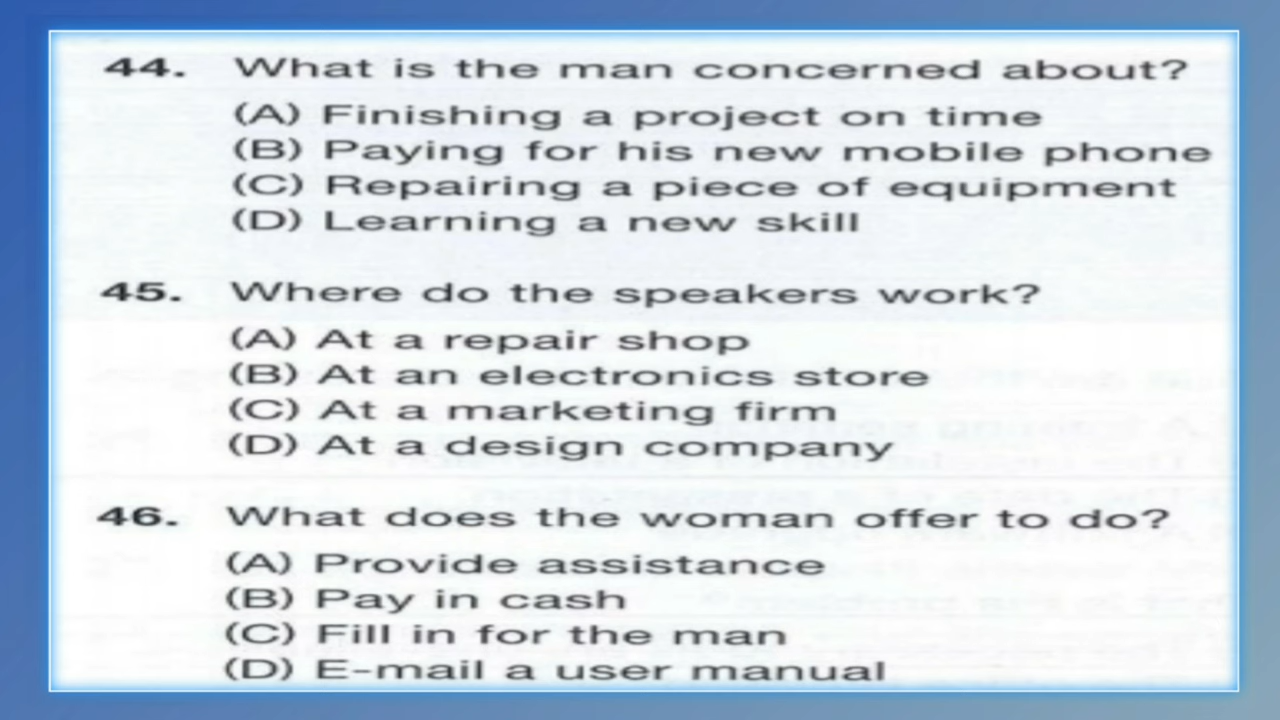 44. What is the man concerned about?
(A) Finishing a project on time
(B) Paying for his new mobile phone
(C) Repairing a piece of equipment
(D) Learning a new skill
45. Where do the speakers work?
(A) At a repair shop
(B) At an electronics store
(C) At a marketing firm
(D) At a design company
46. What does the woman offer to do?
(A) Provide assistance
(B) Pay in cash
(C) Fill in for the man
(D) E-mail a user manual